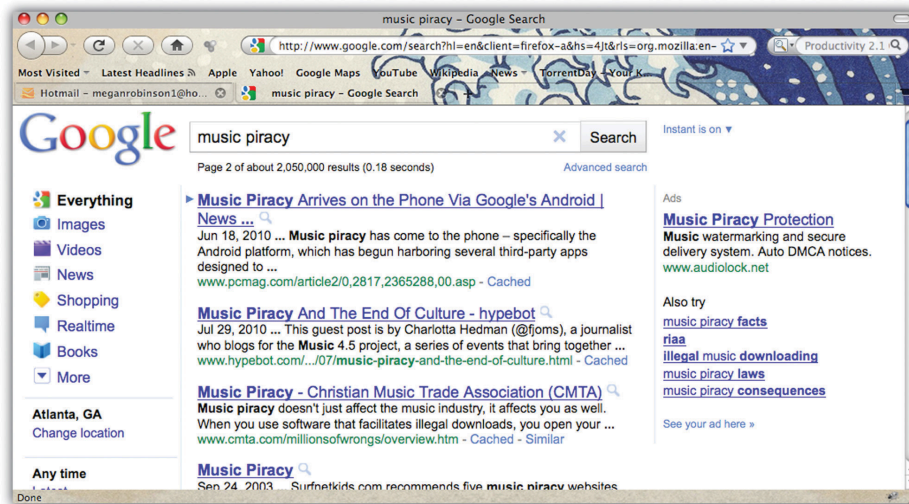 music piracy – Google Search
http://www.google.com/search?hl=en&client=firefox-a&hs=4Jt&rls=org.mozilla:en-
Productivity 2.1
Most Visited Latest Headlines Apple Yahoo! Google Maps YouTube Wikipedia News TorrentDay – Your K...
Hotmail – meganrobinson1@ho...
music piracy – Google Search
Google
music piracy
Search
Instant is on ▼
Page 2 of about 2,050,000 results (0.18 seconds)
Advanced search
Everything
Images
Videos
News
Shopping
Realtime
Books
More
Atlanta, GA
Change location
Any time
Latest
Music Piracy Arrives on the Phone Via Google's Android |
News ...
Jun 18, 2010 ... Music piracy has come to the phone – specifically the
Android platform, which has begun harboring several third-party apps
designed to ...
www.pcmag.com/article2/0,2817,2365288,00.asp - Cached
Music Piracy And The End Of Culture - hypebot
Jul 29, 2010 ... This guest post is by Charlotta Hedman (@fjoms), a journalist
who blogs for the Music 4.5 project, a series of events that bring together ...
www.hypebot.com/.../07/music-piracy-and-the-end-of-culture.html - Cached
Music Piracy - Christian Music Trade Association (CMTA)
Music piracy doesn't just affect the music industry, it affects you as well.
When you use software that facilitates illegal downloads, you open your ...
www.cmta.com/millionsofwrongs/overview.htm - Cached - Similar
Music Piracy
Sep 24, 2003 ... Surfnetkids.com recommends five music piracy websites
Ads
Music Piracy Protection
Music watermarking and secure
delivery system. Auto DMCA notices.
www.audiolock.net
Also try
music piracy facts
riaa
illegal music downloading
music piracy laws
music piracy consequences
See your ad here »
Done